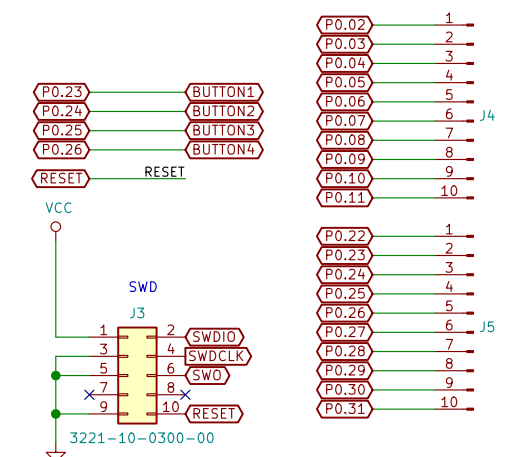 P0.23 BUTTON1
P0.24 BUTTON2
P0.25 BUTTON3
P0.26 BUTTON4
RESET RESET
VCC
SWD
J3
1 2 SWDIO
3 4 SWDCLK
5 6 SWO
7 8
9 10 RESET
3221-10-0300-00
P0.02 1
P0.03 2
P0.04 3
P0.05 4
P0.06 5
P0.07 6
P0.08 7
P0.09 8
P0.10 9
P0.11 10
J4
P0.22 1
P0.23 2
P0.24 3
P0.25 4
P0.26 5
P0.27 6
P0.28 7
P0.29 8
P0.30 9
P0.31 10
J5